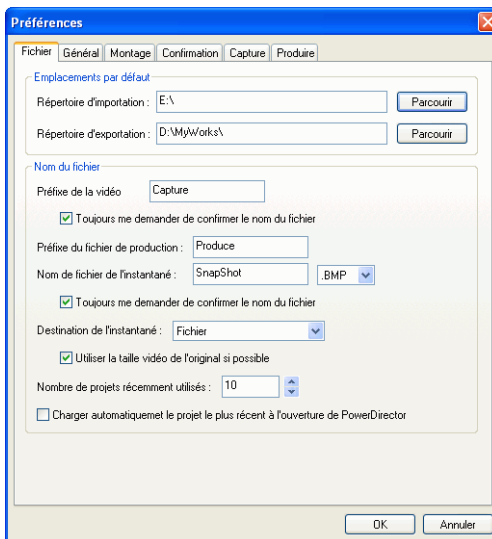 Préférences
Fichier Général Montage Confirmation Capture Produire
Emplacements par défaut
Répertoire d'importation : E:\ Parcourir
Répertoire d'exportation : D:\MyWorks\ Parcourir
Nom du fichier
Préfixe de la vidéo Capture
Toujours me demander de confirmer le nom du fichier
Préfixe du fichier de production : Produce
Nom de fichier de l'instantané : SnapShot .BMP
Toujours me demander de confirmer le nom du fichier
Destination de l'instantané : Fichier
Utiliser la taille vidéo de l'original si possible
Nombre de projets récemment utilisés : 10
Charger automatiquemet le projet le plus récent à l'ouverture de PowerDirector
OK Annuler